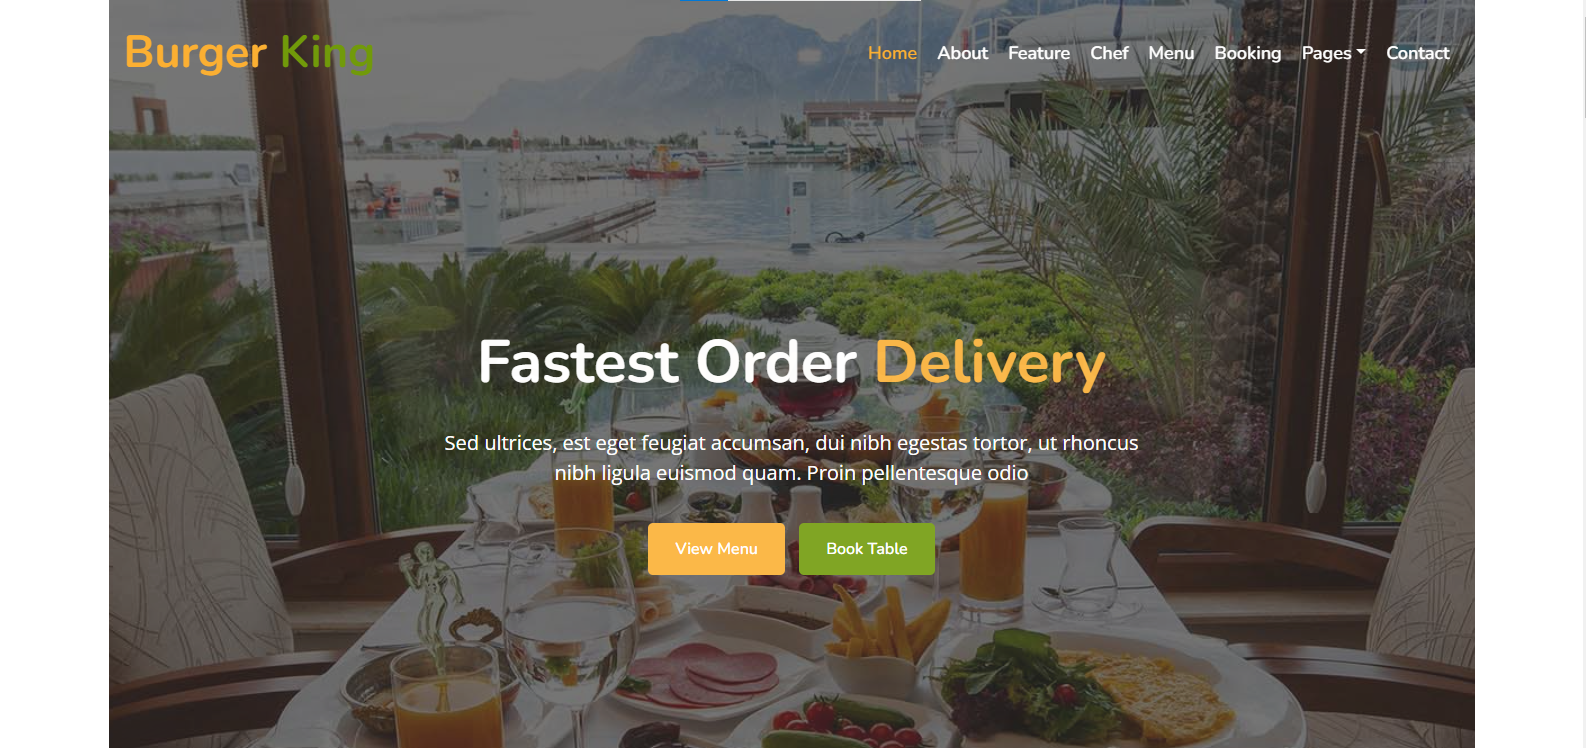 Burger King
Home About Feature Chef Menu Booking Pages Contact
Fastest Order Delivery
Sed ultrices, est eget feugiat accumsan, dui nibh egestas tortor, ut rhoncus
nibh ligula euismod quam. Proin pellentesque odio
View Menu Book Table